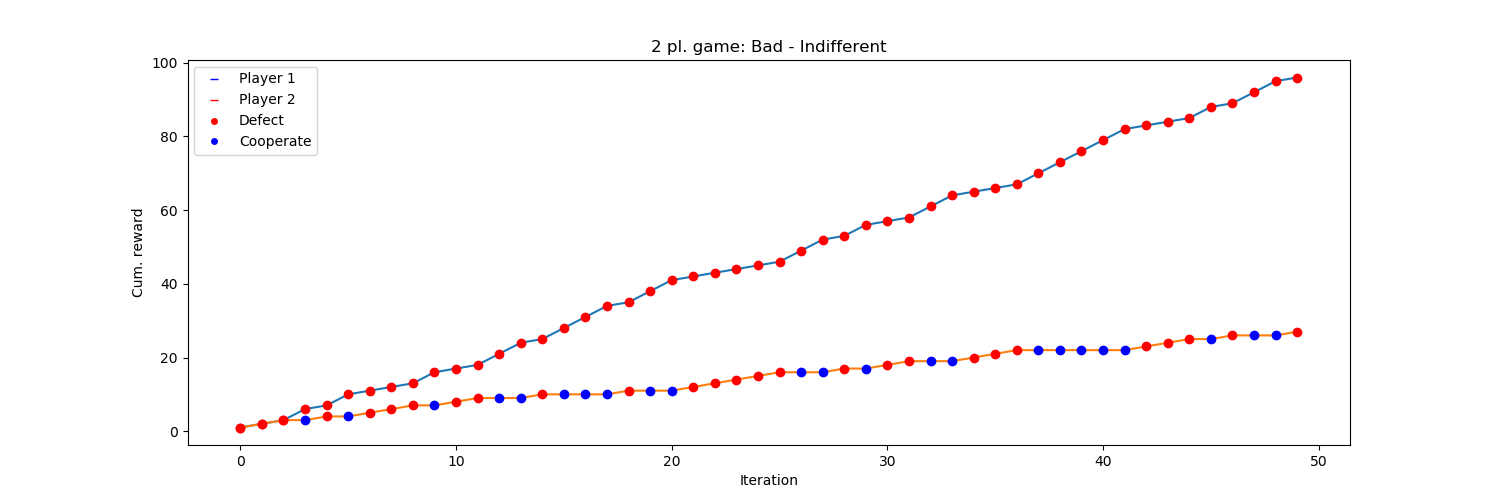 2 pl. game: Bad - Indifferent
100
80
60
40
20
0
Cum. reward
Player 1
Player 2
Defect
Cooperate
0 10 20 30 40 50
Iteration